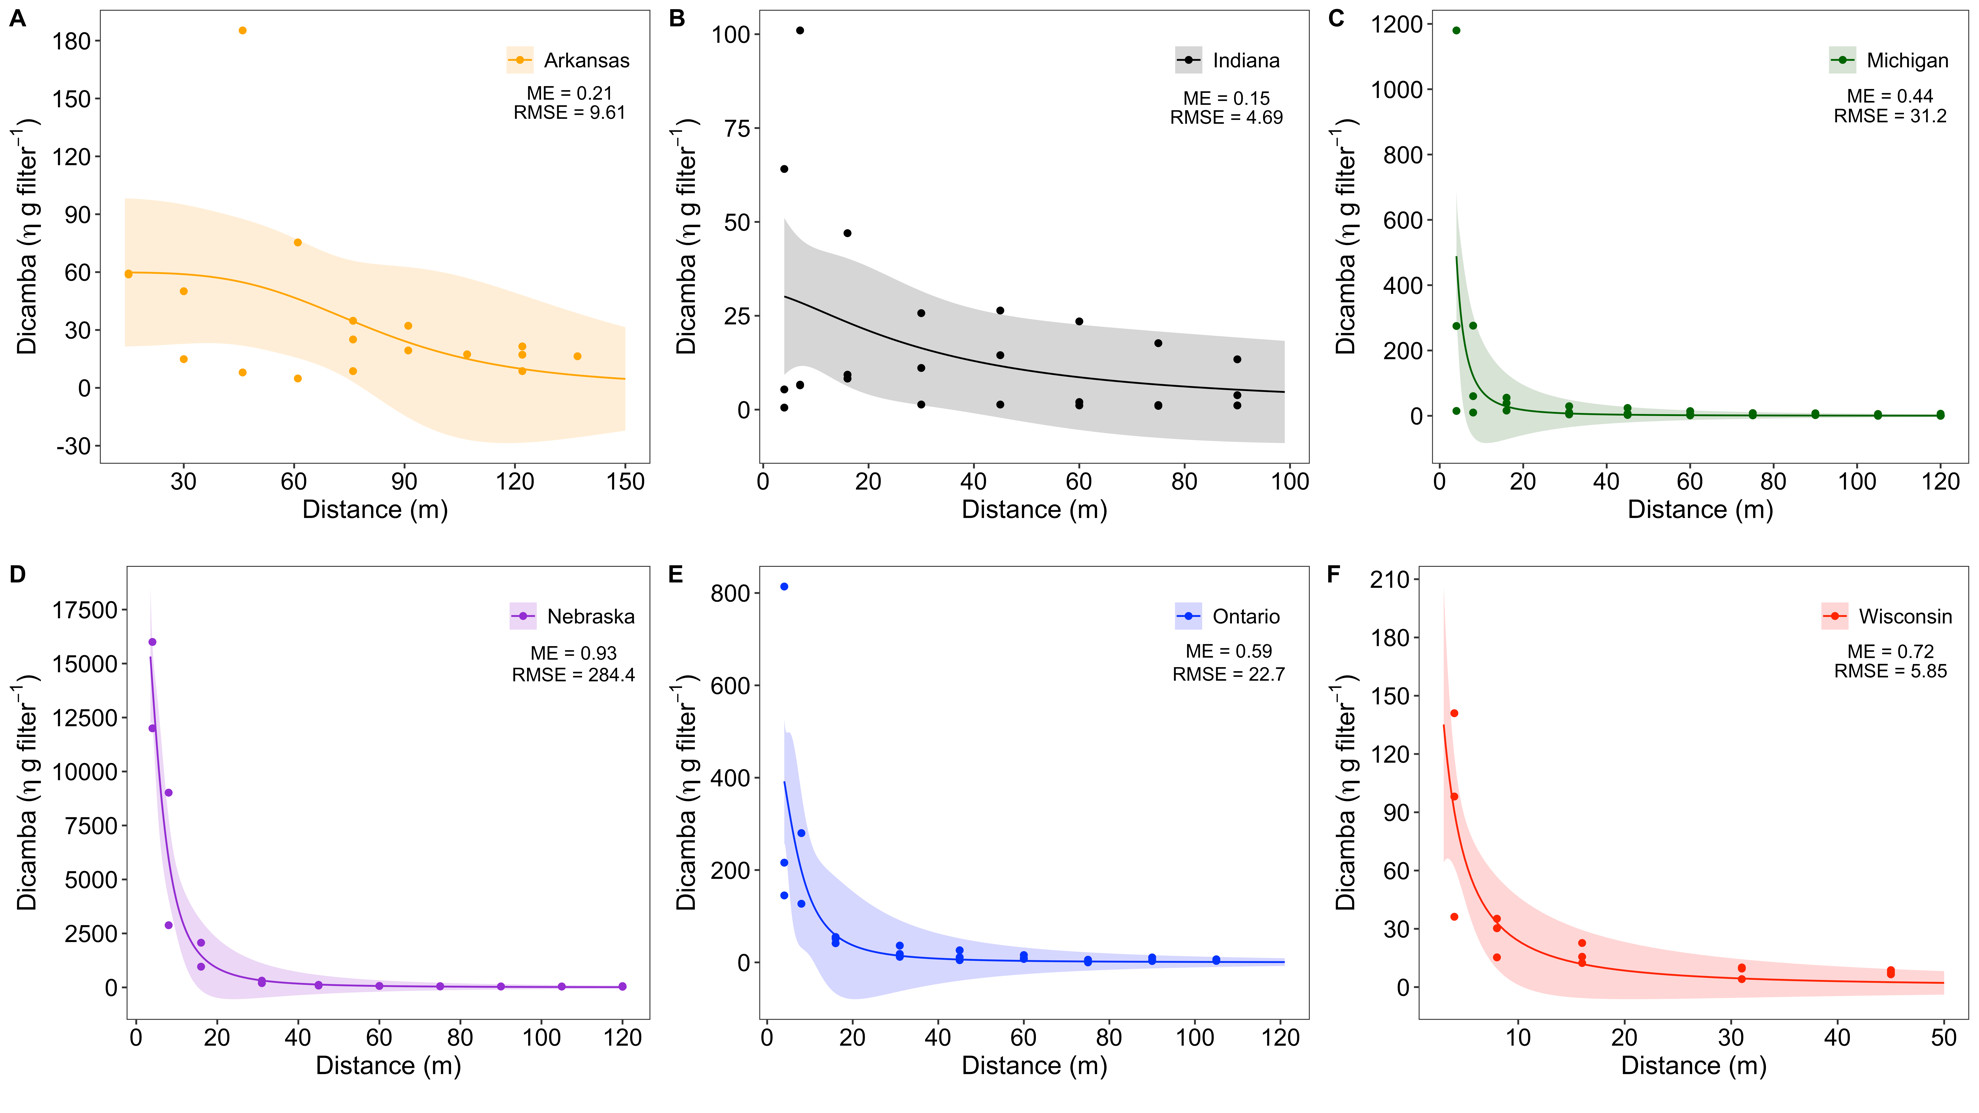 A
Dicamba (η g filter⁻¹)
180
150
120
90
60
30
0
-30
30
60
90
120
150
Distance (m)
Arkansas
ME = 0.21
RMSE = 9.61
B
Dicamba (η g filter⁻¹)
100
75
50
25
0
0
20
40
60
80
100
Distance (m)
Indiana
ME = 0.15
RMSE = 4.69
C
Dicamba (η g filter⁻¹)
1200
1000
800
600
400
200
0
0
20
40
60
80
100
120
Distance (m)
Michigan
ME = 0.44
RMSE = 31.2
D
Dicamba (η g filter⁻¹)
17500
15000
12500
10000
7500
5000
2500
0
0
20
40
60
80
100
120
Distance (m)
Nebraska
ME = 0.93
RMSE = 284.4
E
Dicamba (η g filter⁻¹)
800
600
400
200
0
0
20
40
60
80
100
120
Distance (m)
Ontario
ME = 0.59
RMSE = 22.7
F
Dicamba (η g filter⁻¹)
210
180
150
120
90
60
30
0
10
20
30
40
50
Distance (m)
Wisconsin
ME = 0.72
RMSE = 5.85